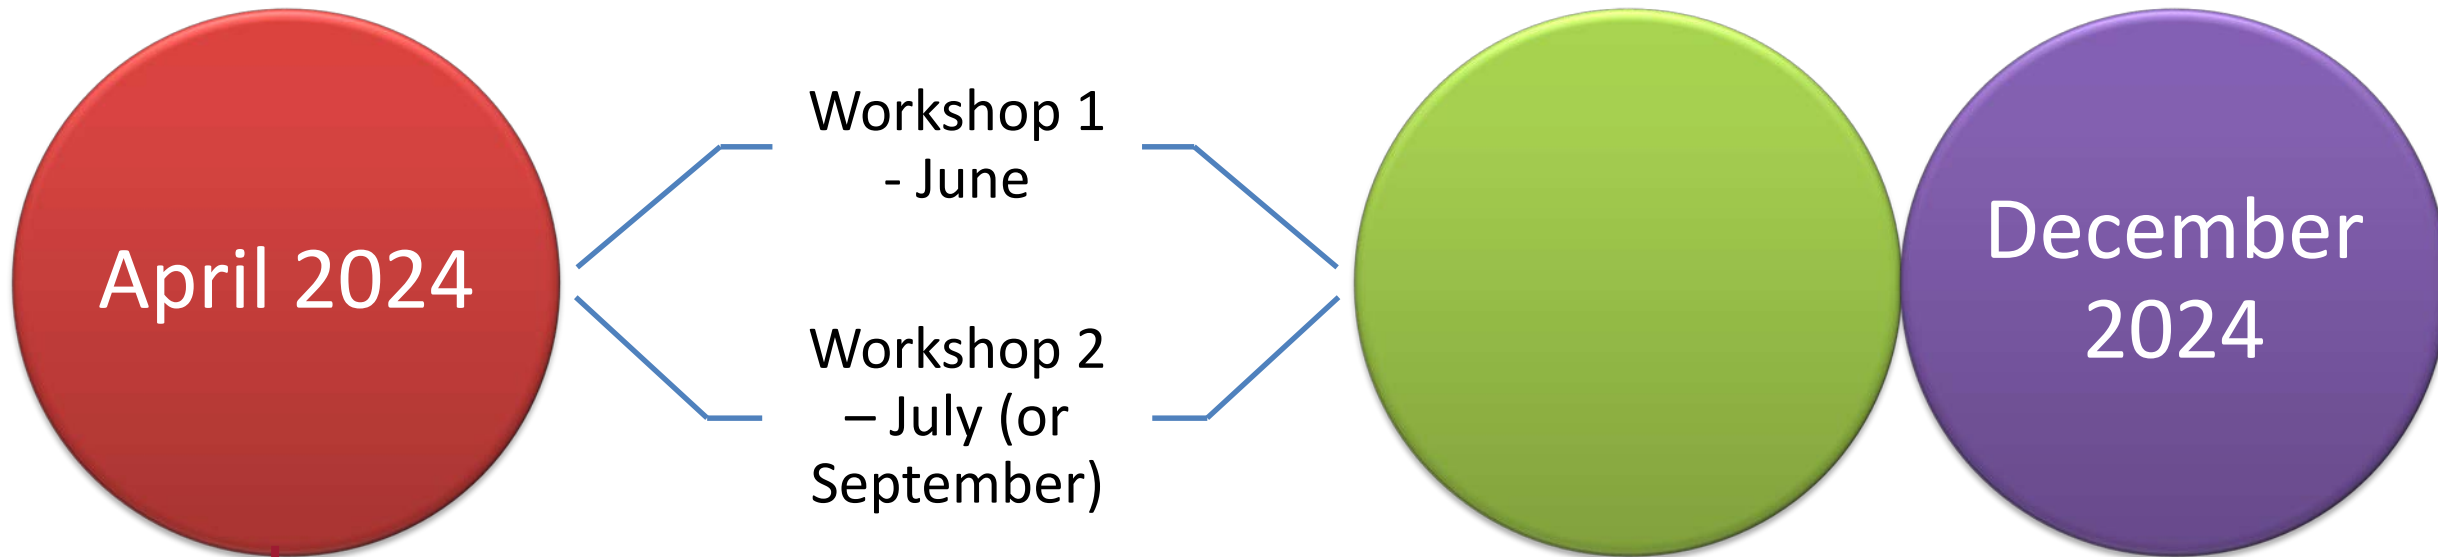 April 2024
Workshop 1
- June
Workshop 2
– July (or
September)
December
2024